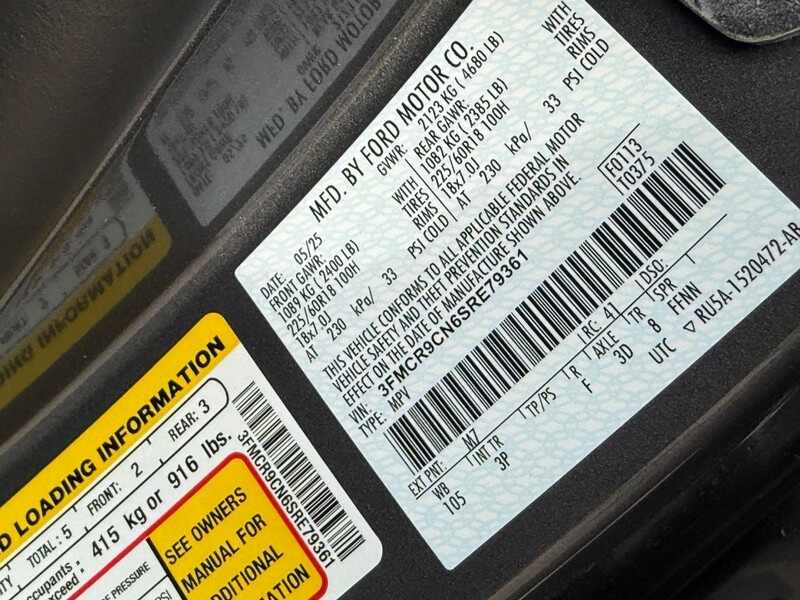 MFD. BY FORD MOTOR CO.
DATE: 05/25
GVWR: 2123 KG ( 4680 LB)
FRONT GAWR:
1089 KG ( 2400 LB)
WITH
225/60R18 100H
TIRES
18x7.0J
RIMS
AT 230 kPa/ 33 PSI COLD
REAR GAWR:
1082 KG ( 2385 LB)
WITH
225/60R18 100H
TIRES
18x7.0J
RIMS
AT 230 kPa/ 33 PSI COLD
THIS VEHICLE CONFORMS TO ALL APPLICABLE FEDERAL MOTOR
VEHICLE SAFETY AND THEFT PREVENTION STANDARDS IN
EFFECT ON THE DATE OF MANUFACTURE SHOWN ABOVE.
VIN: 3FMCR9CN6SRE79361
TYPE: MPV
F0113
T0375
EXT PNT: M7 RC: 41 DSO:
WB INT TR TP/PS R AXLE TR SPR
105 3P F 3D 8 FFNN
UTC ▽ RU5A-1520472-AB
LOADING INFORMATION
TOTAL: 5 FRONT: 2 REAR: 3
415 kg or 916 lbs.
3FMCR9CN6SRE79361
PRESSURE
SEE OWNERS
MANUAL FOR